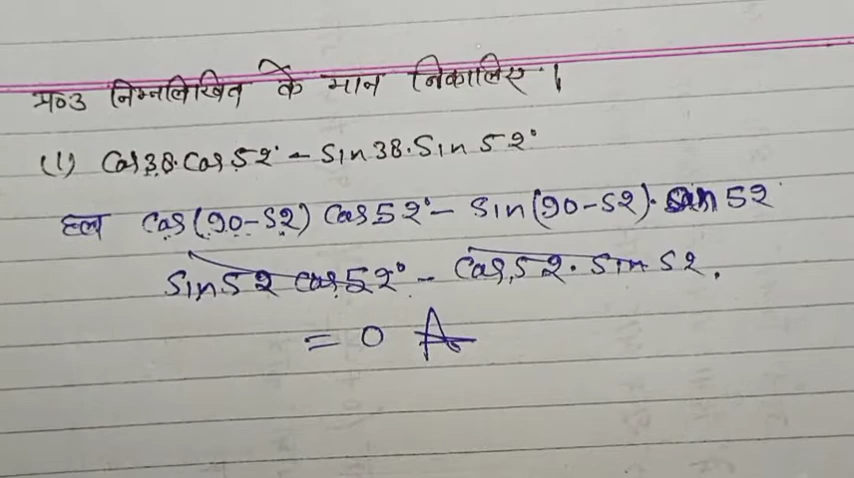 प्र०3 निम्नलिखित के मान निकालिए।
(1) Cos38.Cos52° - Sin38.Sin52°
हल Cos(90-52) Cos52° - Sin(90-52).Sin52
Sin52 Cos52° - Cos52.Sin52.
= 0 A